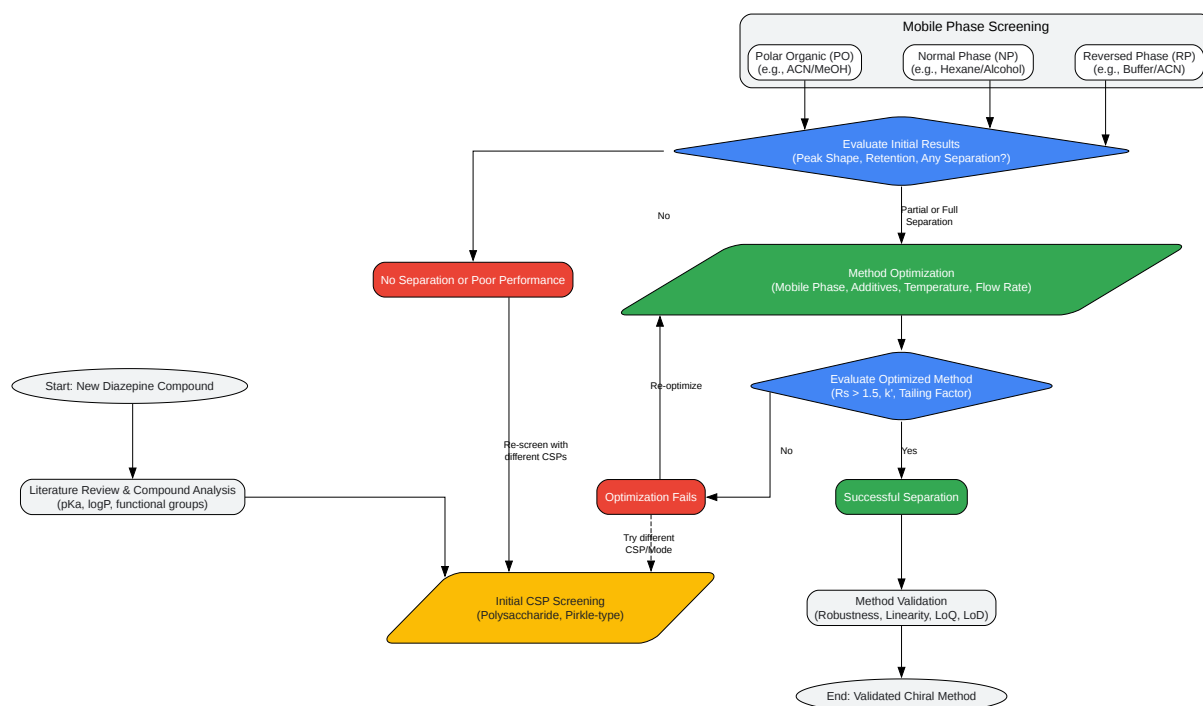 Mobile Phase Screening
Polar Organic (PO)
(e.g., ACN/MeOH)
Normal Phase (NP)
(e.g., Hexane/Alcohol)
Reversed Phase (RP)
(e.g., Buffer/ACN)
Evaluate Initial Results
(Peak Shape, Retention, Any Separation?)
No
Partial or Full
Separation
No Separation or Poor Performance
Method Optimization
(Mobile Phase, Additives, Temperature, Flow Rate)
Start: New Diazepine Compound
Re-optimize
Evaluate Optimized Method
(Rs > 1.5, k', Tailing Factor)
Re-screen with
different CSPs
No
Yes
Literature Review & Compound Analysis
(pKa, logP, functional groups)
Optimization Fails
Successful Separation
Try different
CSP/Mode
Initial CSP Screening
(Polysaccharide, Pirkle-type)
Method Validation
(Robustness, Linearity, LoQ, LoD)
End: Validated Chiral Method